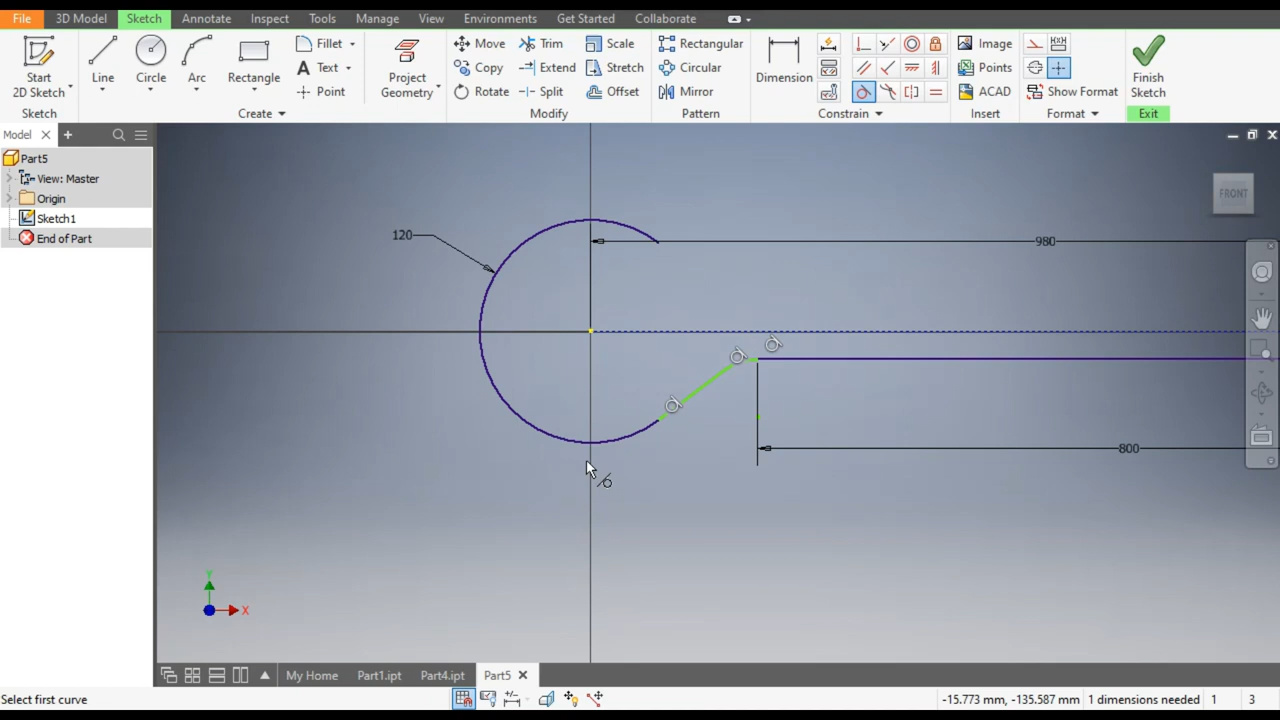 File 3D Model Sketch Annotate Inspect Tools Manage View Environments Get Started Collaborate
Start
2D Sketch
Line
Circle
Arc
Rectangle
Fillet
Text
Point
Project
Geometry
Move
Copy
Rotate
Trim
Extend
Split
Scale
Stretch
Offset
Rectangular
Circular
Mirror
Dimension
Image
Points
ACAD
Show Format
Finish
Sketch
Sketch
Create
Modify
Pattern
Constrain
Insert
Format
Exit
Model
Part5
View: Master
Origin
Sketch1
End of Part
FRONT
120
980
800
Y
X
My Home Part1.ipt Part4.ipt Part5
Select first curve
-15.773 mm, -135.587 mm 1 dimensions needed 1 3